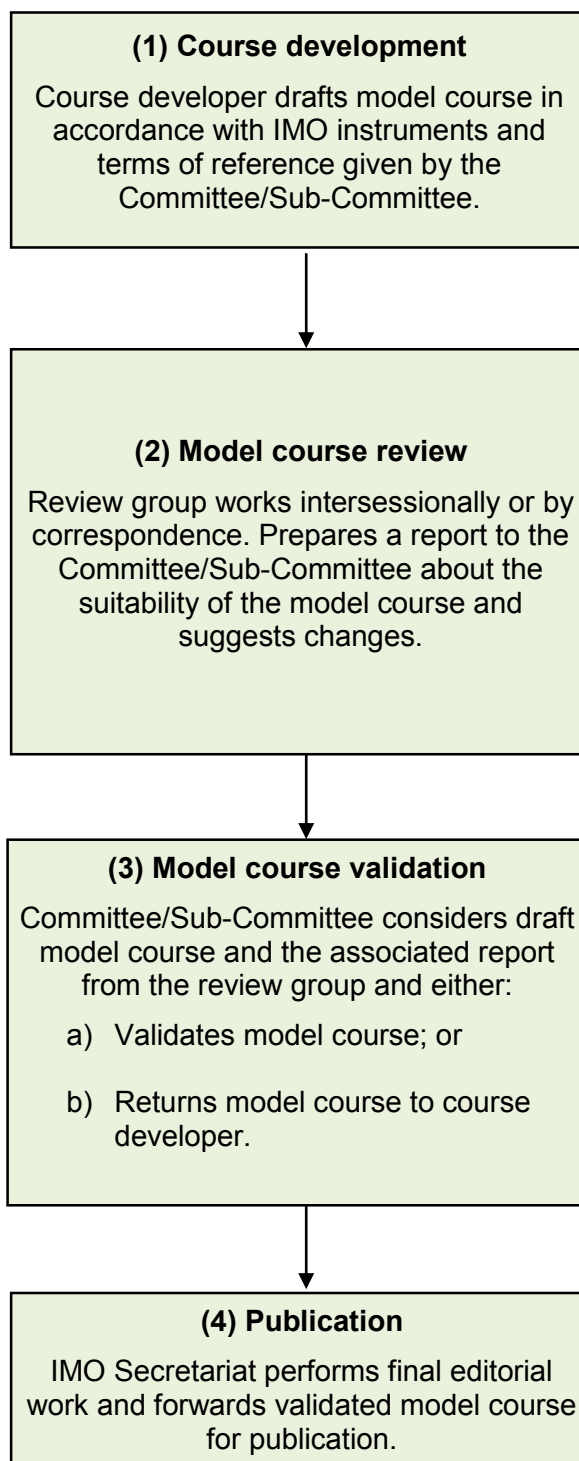 (1) Course development
Course developer drafts model course in
accordance with IMO instruments and
terms of reference given by the
Committee/Sub-Committee.
(2) Model course review
Review group works intersessionally or by
correspondence. Prepares a report to the
Committee/Sub-Committee about the
suitability of the model course and
suggests changes.
(3) Model course validation
Committee/Sub-Committee considers draft
model course and the associated report
from the review group and either:
a) Validates model course; or
b) Returns model course to course
developer.
(4) Publication
IMO Secretariat performs final editorial
work and forwards validated model course
for publication.